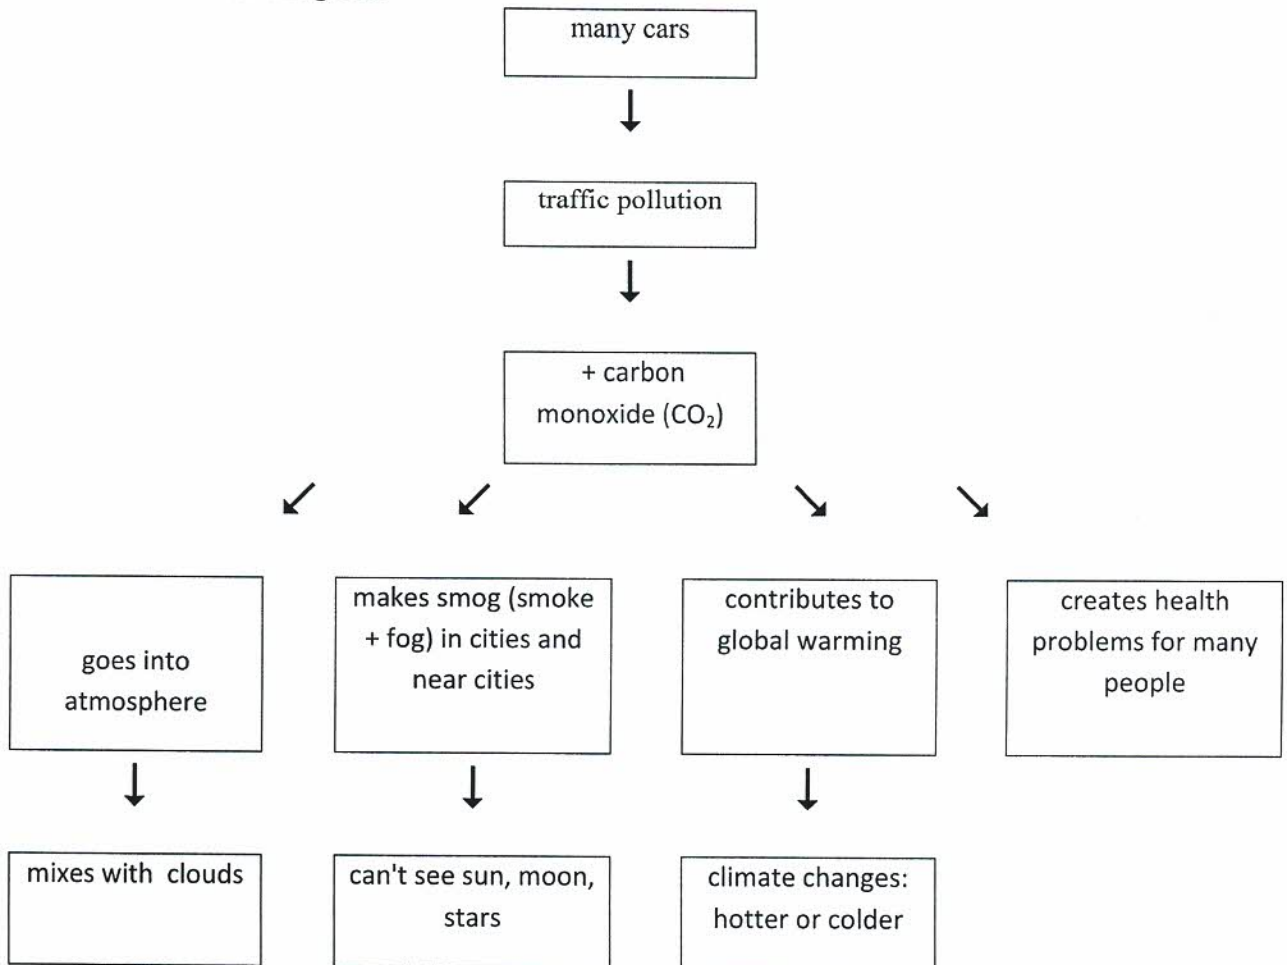 many cars
traffic pollution
+ carbon
monoxide (CO₂)
goes into
atmosphere
makes smog (smoke
+ fog) in cities and
near cities
contributes to
global warming
creates health
problems for many
people
mixes with clouds
can't see sun, moon,
stars
climate changes:
hotter or colder